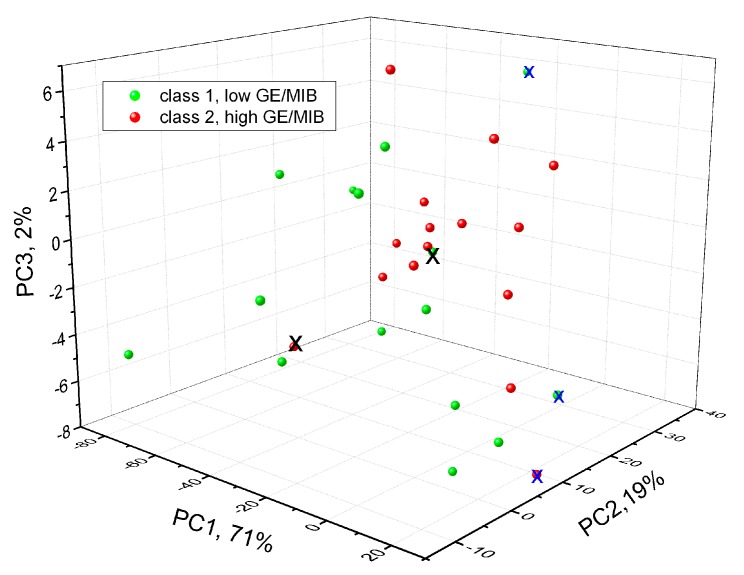 class 1, low GE/MIB
class 2, high GE/MIB
PC3, 2%
6
4
2
0
-2
-4
-6
-8
PC1, 71%
-80
-60
-40
-20
0
20
PC2,19%
-10
0
10
20
30
40
X
X
X
X
X